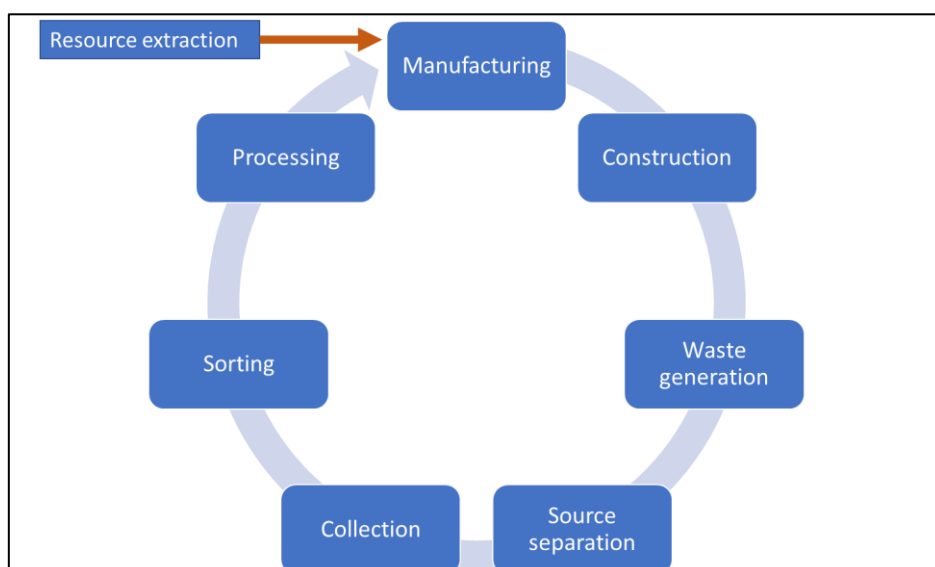 Resource extraction
Manufacturing
Processing
Construction
Sorting
Waste
generation
Collection
Source
separation